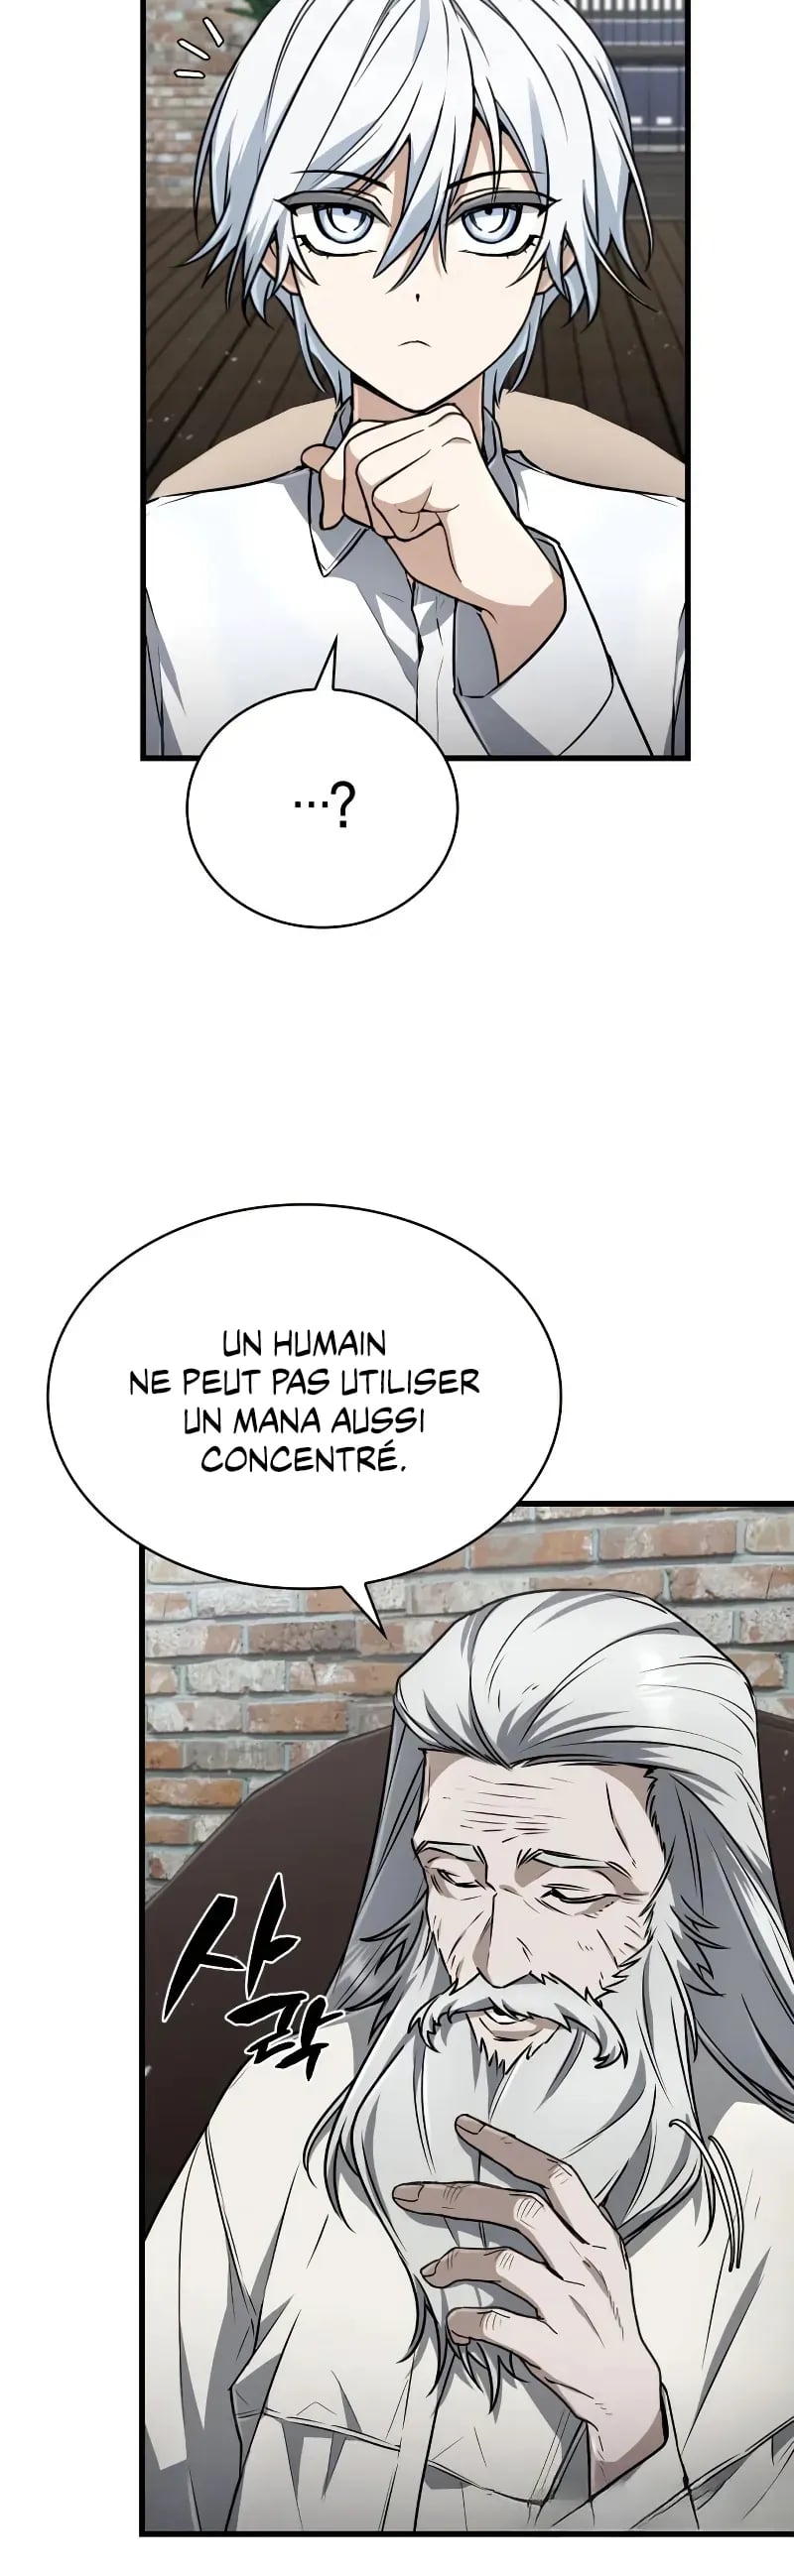 ...?
UN HUMAIN
NE PEUT PAS UTILISER
UN MANA AUSSI
CONCENTRÉ.
사
락